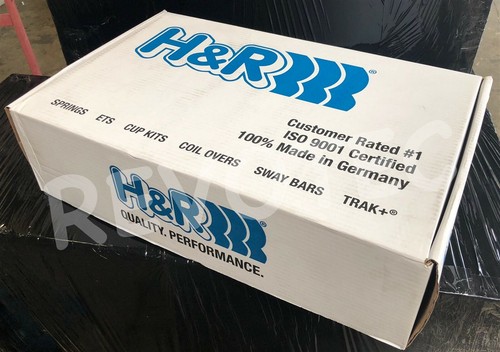 H&R®
Customer Rated #1
ISO 9001 Certified
100% Made in Germany
SPRINGS ETS CUP KITS COIL OVERS SWAY BARS TRAK+®
H&R
QUALITY. PERFORMANCE.